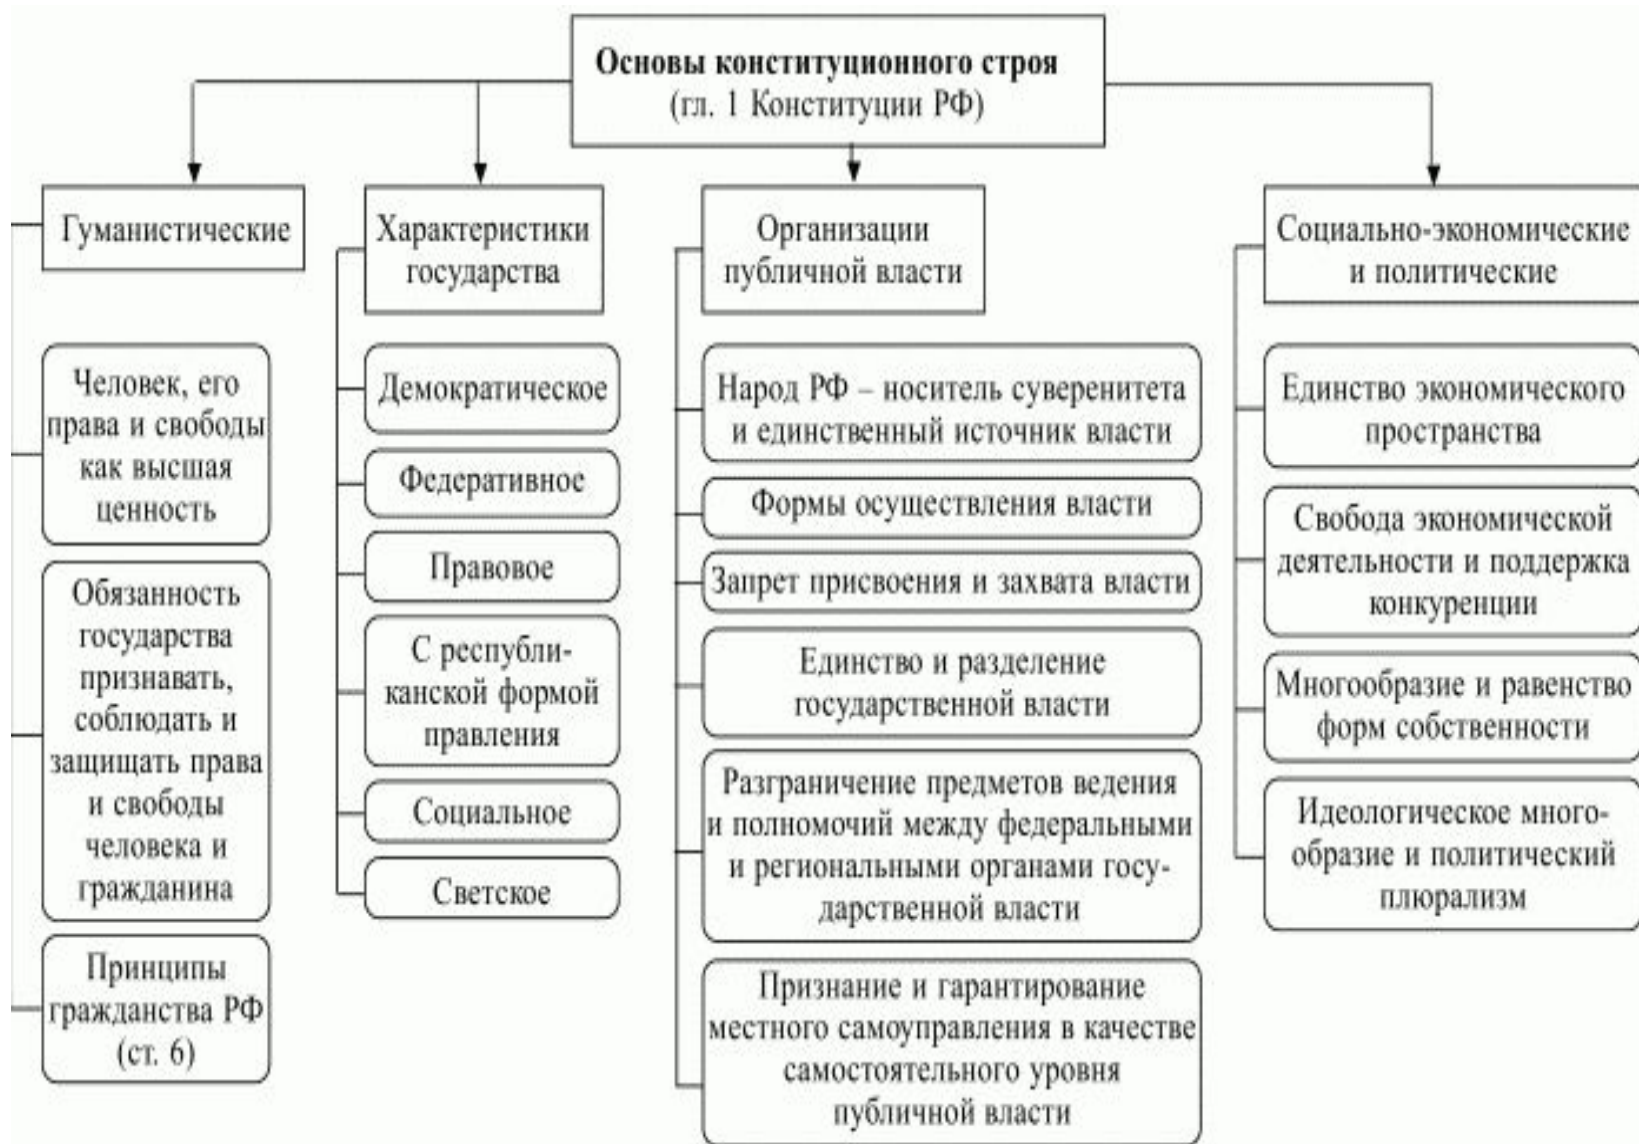 Основы конституционного строя
(гл. 1 Конституции РФ)
Гуманистические
Человек, его
права и свободы
как высшая
ценность
Обязанность
государства
признавать,
соблюдать и
защищать права
и свободы
человека и
гражданина
Принципы
гражданства РФ
(ст. 6)
Характеристики
государства
Демократическое
Федеративное
Правовое
С республи-
канской формой
правления
Социальное
Светское
Организации
публичной власти
Народ РФ – носитель суверенитета
и единственный источник власти
Формы осуществления власти
Запрет присвоения и захвата власти
Единство и разделение
государственной власти
Разграничение предметов ведения
и полномочий между федеральными
и региональными органами госу-
дарственной власти
Признание и гарантирование
местного самоуправления в качестве
самостоятельного уровня
публичной власти
Социально-экономические
и политические
Единство экономического
пространства
Свобода экономической
деятельности и поддержка
конкуренции
Многообразие и равенство
форм собственности
Идеологическое много-
образие и политический
плюрализм